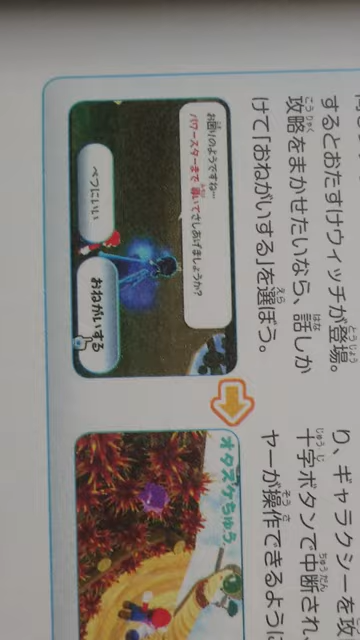 するとおたすけウィッチが登場。
攻略をまかせたいなら、話しか
けて「おねがいする」を選ぼう。
お困りのようですね…
パワースターまで 導いてさしあげましょうか?
べつにいい
おねがいする
り、ギャラクシーを攻
十字ボタンで中断され、
ヤーが操作できるように
オタスケちゅう